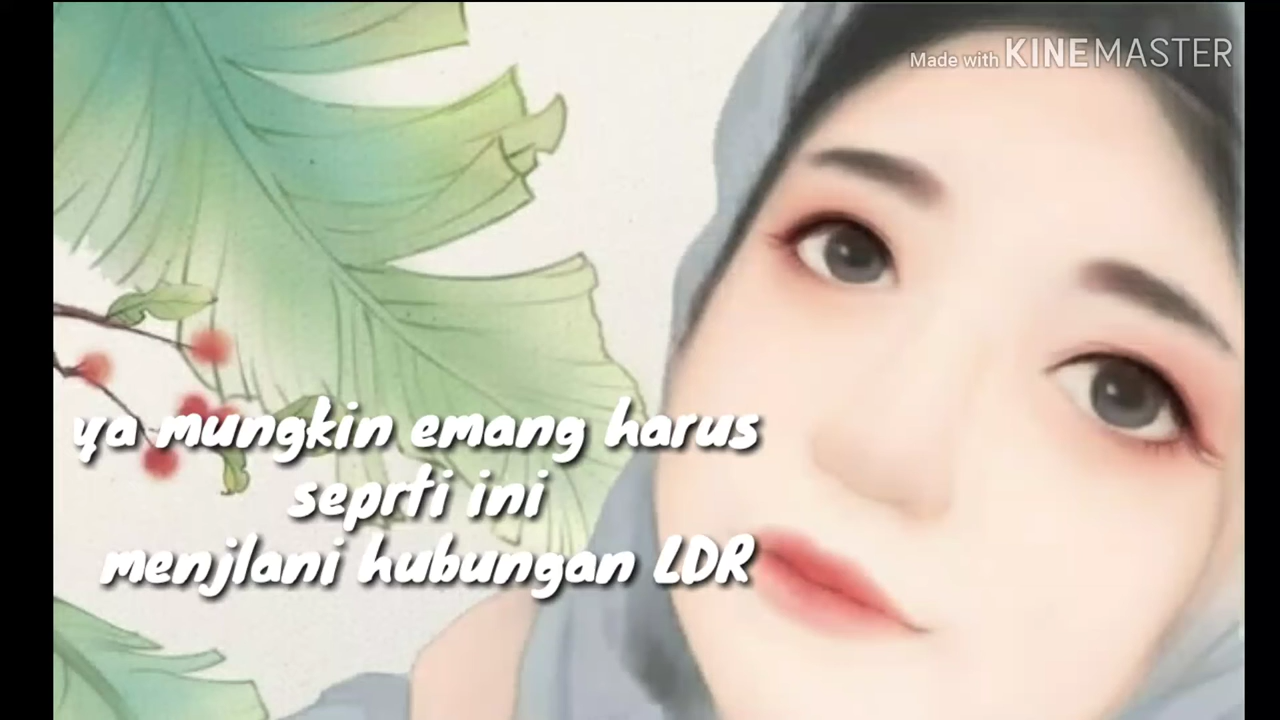 Made with KINEMASTER
ya mungkin emang harus
seprti ini
menjlani hubungan LDR